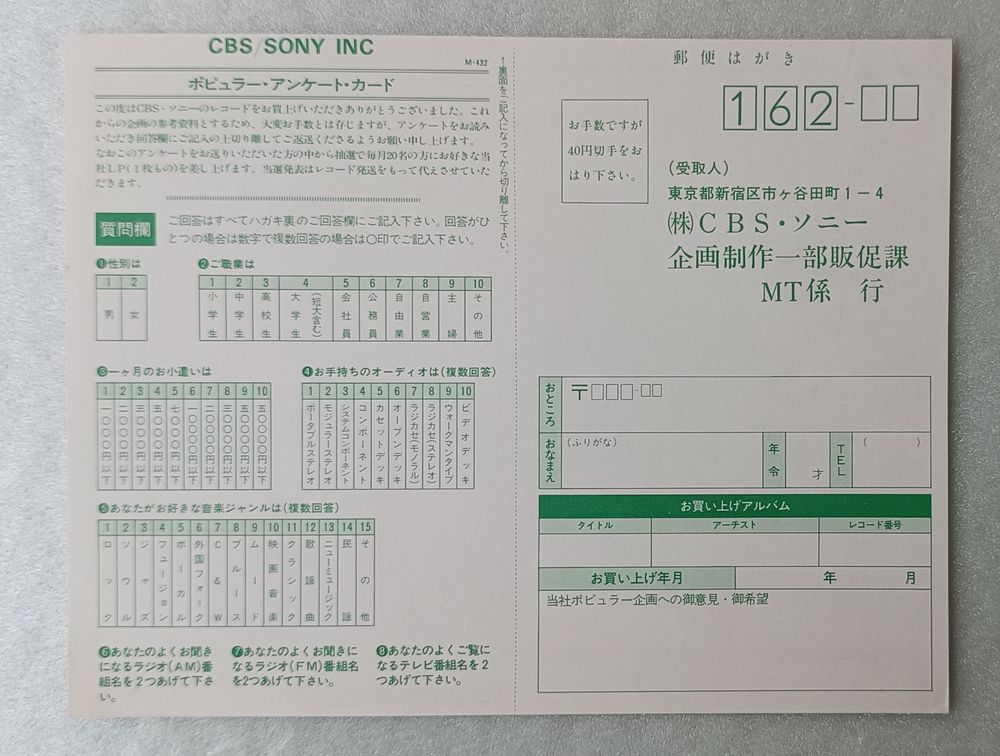 CBS/SONY INC
M-432
ポピュラー・アンケート・カード
この度はCBS・ソニーのレコードをお買上げいただきありがとうございました。これ
からの企画の参考資料とするため、大変お手数とは存じますが、アンケートをお読み
いただき回答欄にご記入の上切り離してご返送くださるようお願い申し上げます。
なおこのアンケートをお送りいただいた方の中から抽選で毎月20名の方にお好きな当
社LP(1枚もの)を差し上げます。当選発表はレコード発送をもって代えさせていた
だきます。
質問欄
ご回答はすべてハガキ裏のご回答欄にご記入下さい。回答がひ
とつの場合は数字で複数回答の場合は〇印でご記入下さい。
❶性別は
1 2
男 女
❷ご職業は
1 2 3 4 5 6 7 8 9 10
小学生 中学生 高校生 大学生(短大含む) 会社員 公務員 自由業 自営業 主婦 その他
❸一ヶ月のお小遣いは
1 2 3 4 5 6 7 8 9 10
❹お手持ちのオーディオは(複数回答)
1 2 3 4 5 6 7 8 9 10
ポータブルステレオ モジュラーステレオ システムコンポーネント コンポーネント カセットデッキ オープンデッキ ラジカセ(モノラル) ラジカセ(ステレオ) ウォークマンタイプ ビデオデッキ
❺あなたがお好きな音楽ジャンルは(複数回答)
1 2 3 4 5 6 7 8 9 10 11 12 13 14 15
ロック ソウル ジャズ フュージョン ボーカル 外国フォーク C&W ブルース ムード 映画音楽 クラシック 歌謡曲 ニューミュージック 民謡 その他
❻あなたのよくお聞き
になるラジオ(AM)番
組名を2つあげて下さ
い。
❼あなたのよくお聞きに
なるラジオ(FM)番組名
を2つあげて下さい。
❽あなたのよくご覧に
なるテレビ番組名を2
つあげて下さい。
↑裏面をご記入になってから切り離して下さい。
郵便はがき
162-
お手数ですが
40円切手をお
はり下さい。
(受取人)
東京都新宿区市ヶ谷田町1-4
㈱CBS・ソニー
企画制作一部販促課
MT係 行
おところ
〒
おなまえ
(ふりがな)
年令
才
TEL
( )
お買い上げアルバム
タイトル アーチスト レコード番号
お買い上げ年月 年 月
当社ポピュラー企画への御意見・御希望